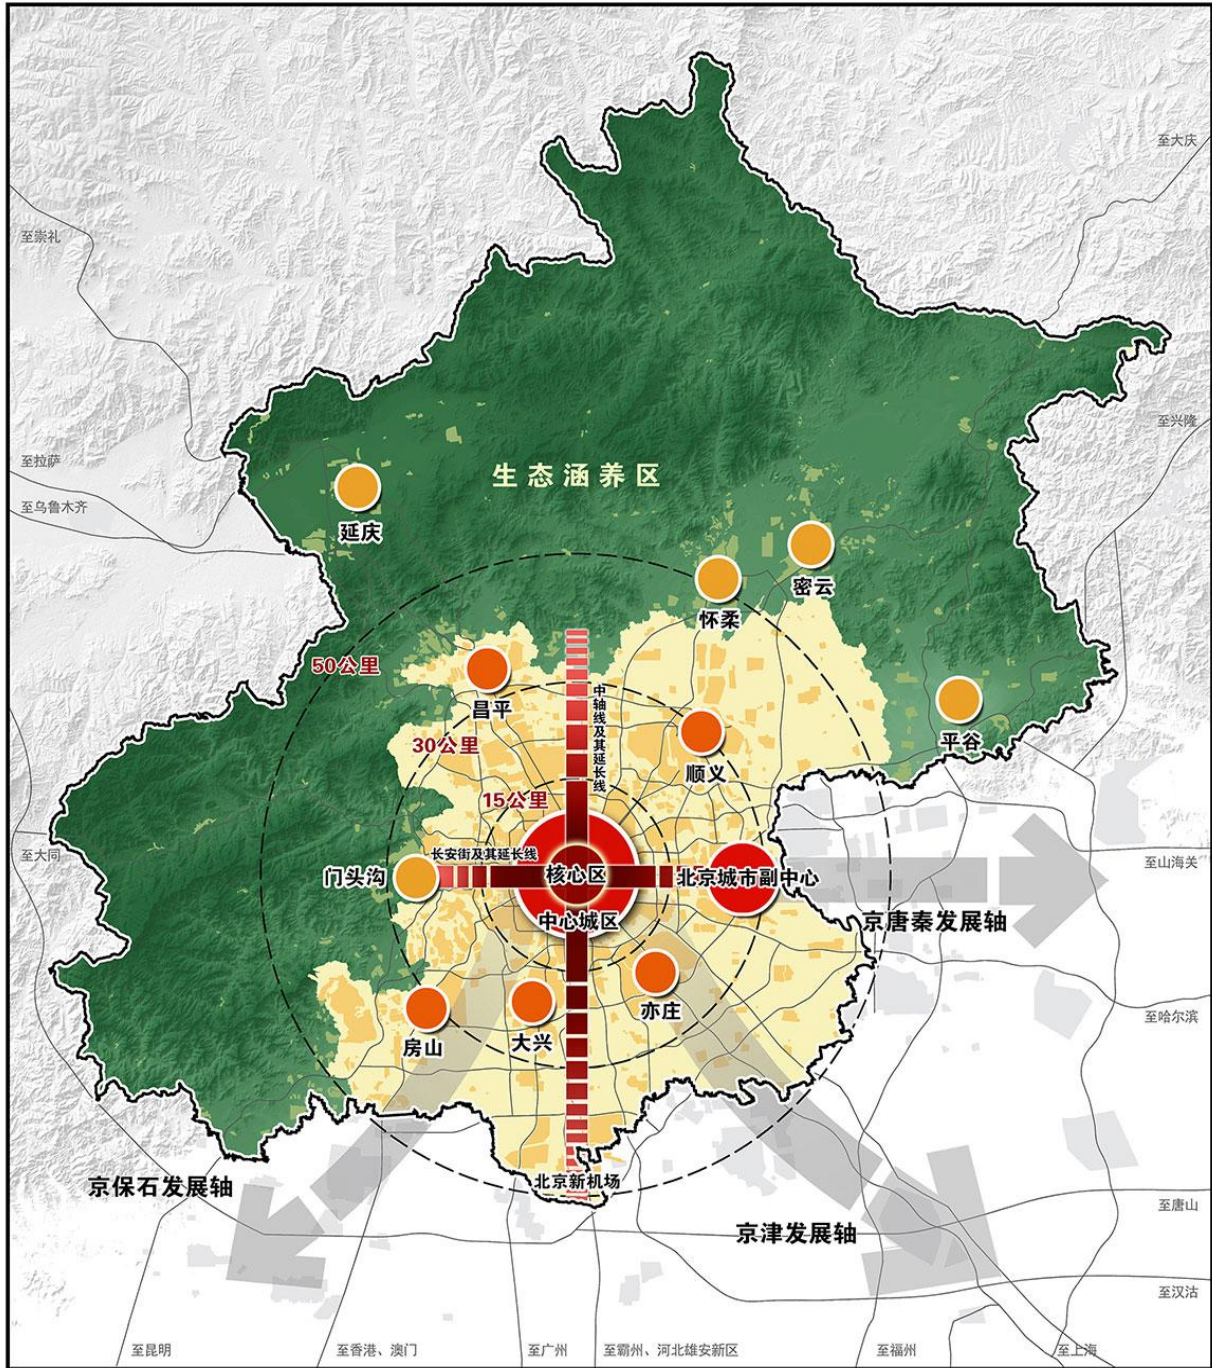 至大庆
至崇礼
至兴隆
至拉萨
生态涵养区
至乌鲁木齐
延庆
密云
怀柔
50公里
昌平
中轴线及其延长线
平谷
30公里
顺义
15公里
长安街及其延长线
至大同
至山海关
门头沟
核心区
北京城市副中心
中心城区
京唐秦发展轴
亦庄
至哈尔滨
大兴
房山
北京新机场
京保石发展轴
至唐山
京津发展轴
至汉沽
至昆明
至香港、澳门
至广州
至霸州、河北雄安新区
至福州
至上海